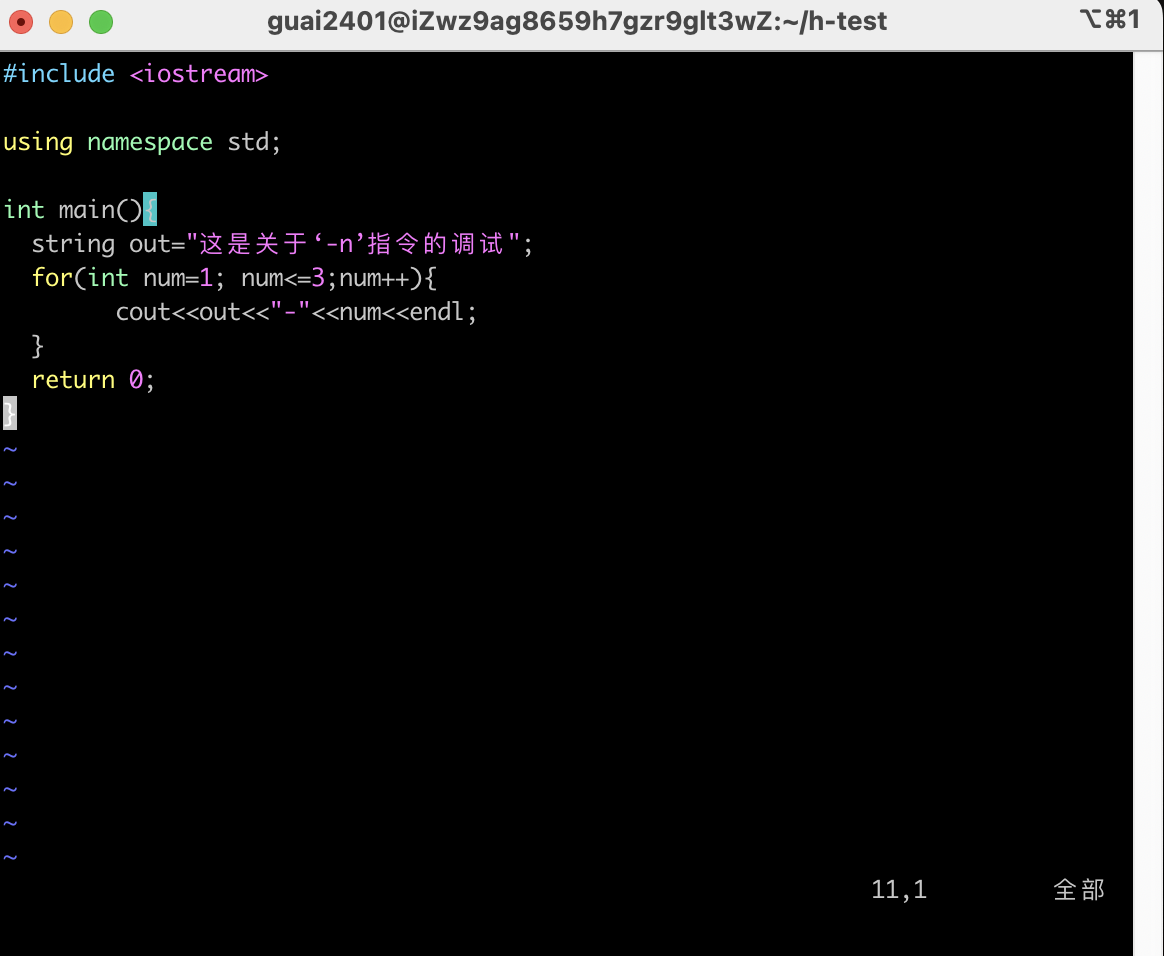 guai2401@iZwz9ag8659h7gzr9glt3wZ:~/h-test ⌥⌘1
#include <iostream>
using namespace std;
int main(){
  string out="这是关于‘-n’指令的调试";
  for(int num=1; num<=3;num++){
        cout<<out<<"-"<<num<<endl;
  }
  return 0;
}
~
~
~
~
~
~
~
~
~
~
~
~
~
11,1 全部